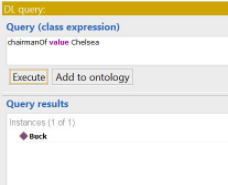 DL query:
Query (class expression)
chairmanOf value Chelsea
Execute Add to ontology
Query results
Instances (1 of 1)
Buck